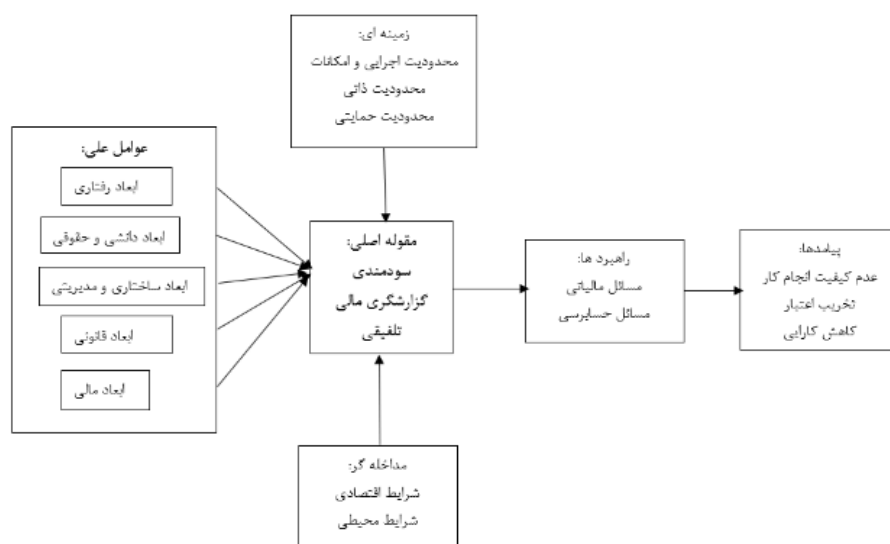 زمینه ای:
محدودیت اجرایی و امکانات
محدودیت ذاتی
محدودیت حمایتی
عوامل علی:
ابعاد رفتاری
ابعاد دانشی و حقوقی
ابعاد ساختاری و مدیریتی
ابعاد قانونی
ابعاد مالی
مقوله اصلی:
سودمندی
گزارشگری مالی
تلفیقی
راهبرد ها:
مسائل مالیاتی
مسائل حسابرسی
پیامدها:
عدم کیفیت انجام کار
تخریب اعتبار
کاهش کارایی
مداخله گر:
شرایط اقتصادی
شرایط محیطی